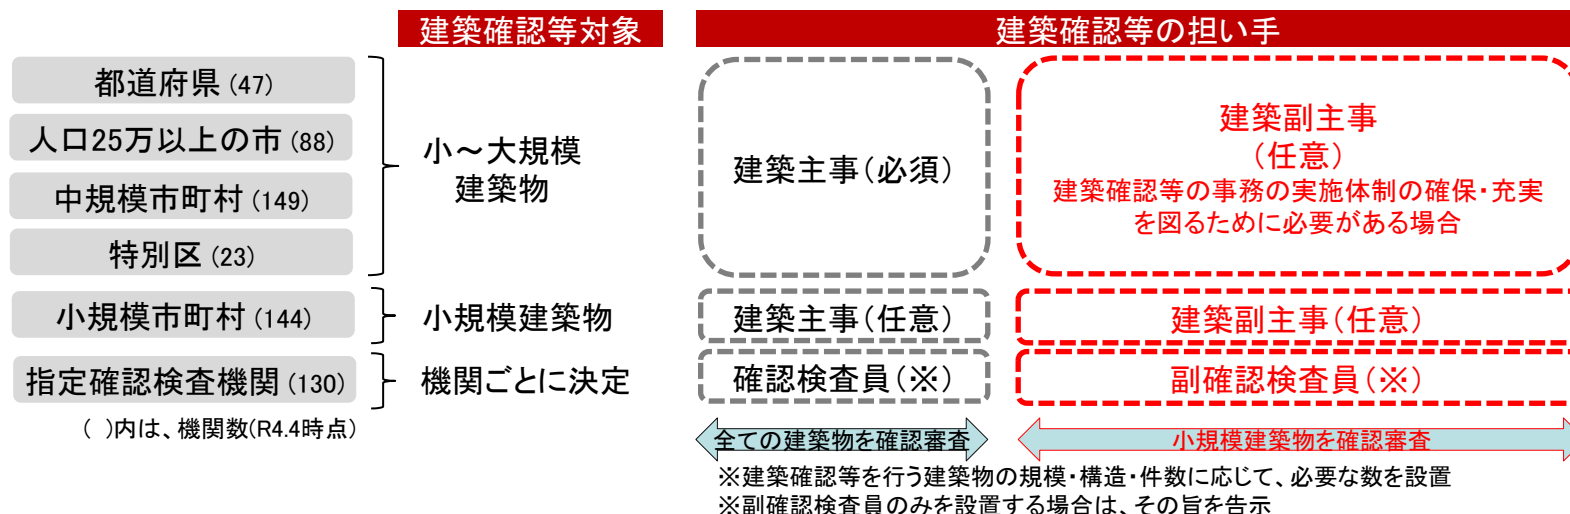 建築確認等対象
建築確認等の担い手
都道府県 (47)
人口25万以上の市 (88)
中規模市町村 (149)
特別区 (23)
小~大規模
建築物
建築主事(必須)
建築副主事
(任意)
建築確認等の事務の実施体制の確保・充実
を図るために必要がある場合
小規模市町村 (144)
小規模建築物
建築主事(任意)
建築副主事(任意)
指定確認検査機関 (130)
機関ごとに決定
確認検査員(※)
副確認検査員(※)
( )内は、機関数(R4.4時点)
全ての建築物を確認審査
小規模建築物を確認審査
※建築確認等を行う建築物の規模・構造・件数に応じて、必要な数を設置
※副確認検査員のみを設置する場合は、その旨を告示